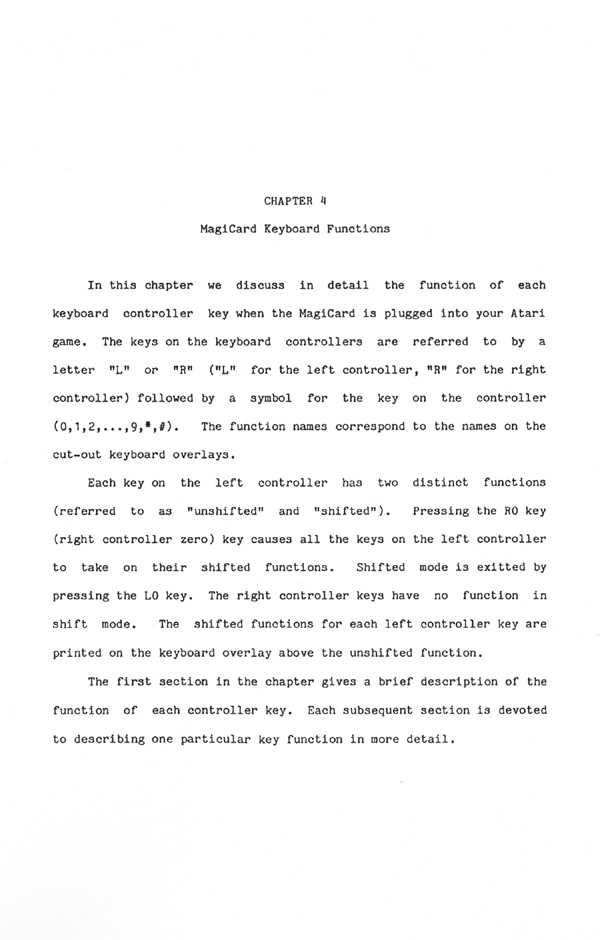 CHAPTER 4
MagiCard Keyboard Functions
In this chapter we discuss in detail the function of each
keyboard controller key when the MagiCard is plugged into your Atari
game. The keys on the keyboard controllers are referred to by a
letter "L" or "R" ("L" for the left controller, "R" for the right
controller) followed by a symbol for the key on the controller
(0,1,2,...,9,*,#). The function names correspond to the names on the
cut-out keyboard overlays.
Each key on the left controller has two distinct functions
(referred to as "unshifted" and "shifted"). Pressing the R0 key
(right controller zero) key causes all the keys on the left controller
to take on their shifted functions. Shifted mode is exitted by
pressing the L0 key. The right controller keys have no function in
shift mode. The shifted functions for each left controller key are
printed on the keyboard overlay above the unshifted function.
The first section in the chapter gives a brief description of the
function of each controller key. Each subsequent section is devoted
to describing one particular key function in more detail.